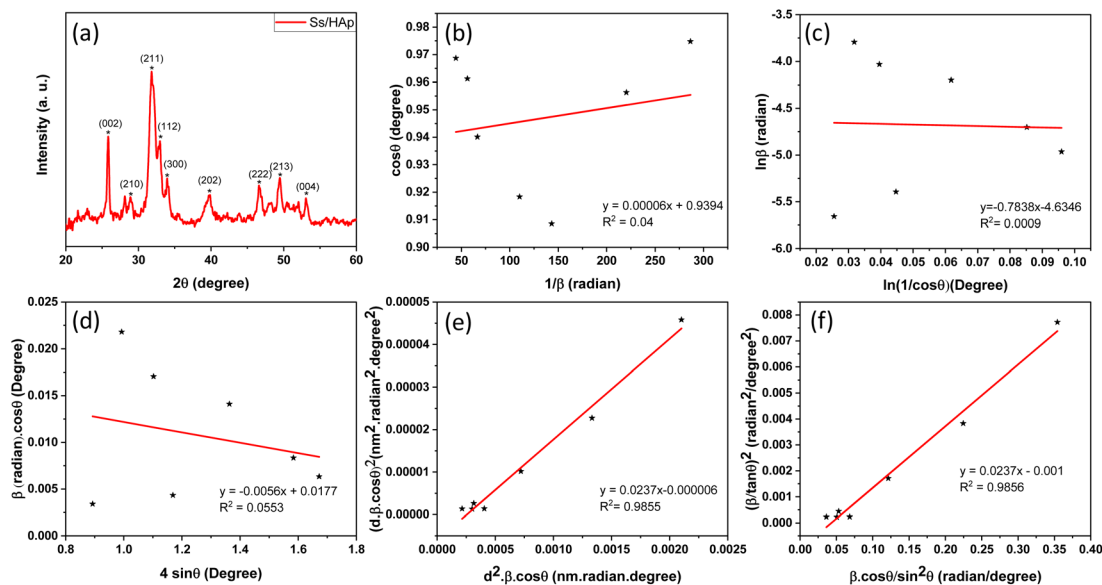 (a)
Ss/HAp
(211)
(002)
(112)
(300)
(210)
(202)
(222)
(213)
(004)
Intensity (a. u.)
20 30 40 50 60
2θ (degree)
(b)
0.98
0.97
0.96
0.95
0.94
0.93
0.92
0.91
0.90
cosθ (degree)
y = 0.00006x + 0.9394
R² = 0.04
50 100 150 200 250 300
1/β (radian)
(c)
-3.5
-4.0
-4.5
-5.0
-5.5
-6.0
lnβ (radian)
y=-0.7838x-4.6346
R²= 0.0009
0.02 0.03 0.04 0.05 0.06 0.07 0.08 0.09 0.10
ln(1/cosθ)(Degree)
(d)
0.025
0.020
0.015
0.010
0.005
0.000
β (radian).cosθ (Degree)
y = -0.0056x + 0.0177
R² = 0.0553
0.8 1.0 1.2 1.4 1.6 1.8
4 sinθ (Degree)
(e)
0.00005
0.00004
0.00003
0.00002
0.00001
0.00000
(d.β.cosθ)²(nm².radian².degree²)
y = 0.0237x-0.000006
R² = 0.9855
0.0000 0.0005 0.0010 0.0015 0.0020 0.0025
d².β.cosθ (nm.radian.degree)
(f)
0.008
0.007
0.006
0.005
0.004
0.003
0.002
0.001
0.000
(β/tanθ)² (radian²/degree²)
y = 0.0237x - 0.001
R² = 0.9856
0.00 0.05 0.10 0.15 0.20 0.25 0.30 0.35 0.40
β.cosθ/sin²θ (radian/degree)